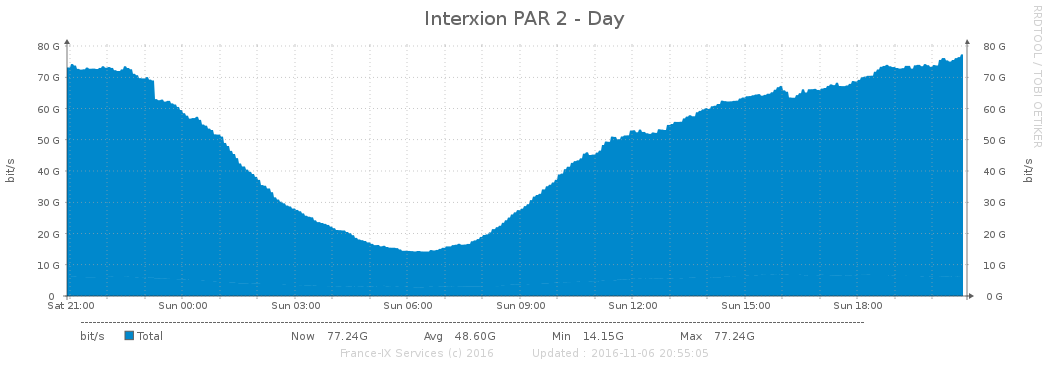 Interxion PAR 2 - Day
RRDTOOL / TOBI OETIKER
bit/s
bit/s
80 G 80 G
70 G 70 G
60 G 60 G
50 G 50 G
40 G 40 G
30 G 30 G
20 G 20 G
10 G 10 G
0 0 G
Sat 21:00 Sun 00:00 Sun 03:00 Sun 06:00 Sun 09:00 Sun 12:00 Sun 15:00 Sun 18:00
bit/s Total Now 77.24G Avg 48.60G Min 14.15G Max 77.24G
France-IX Services (c) 2016 Updated : 2016-11-06 20:55:05